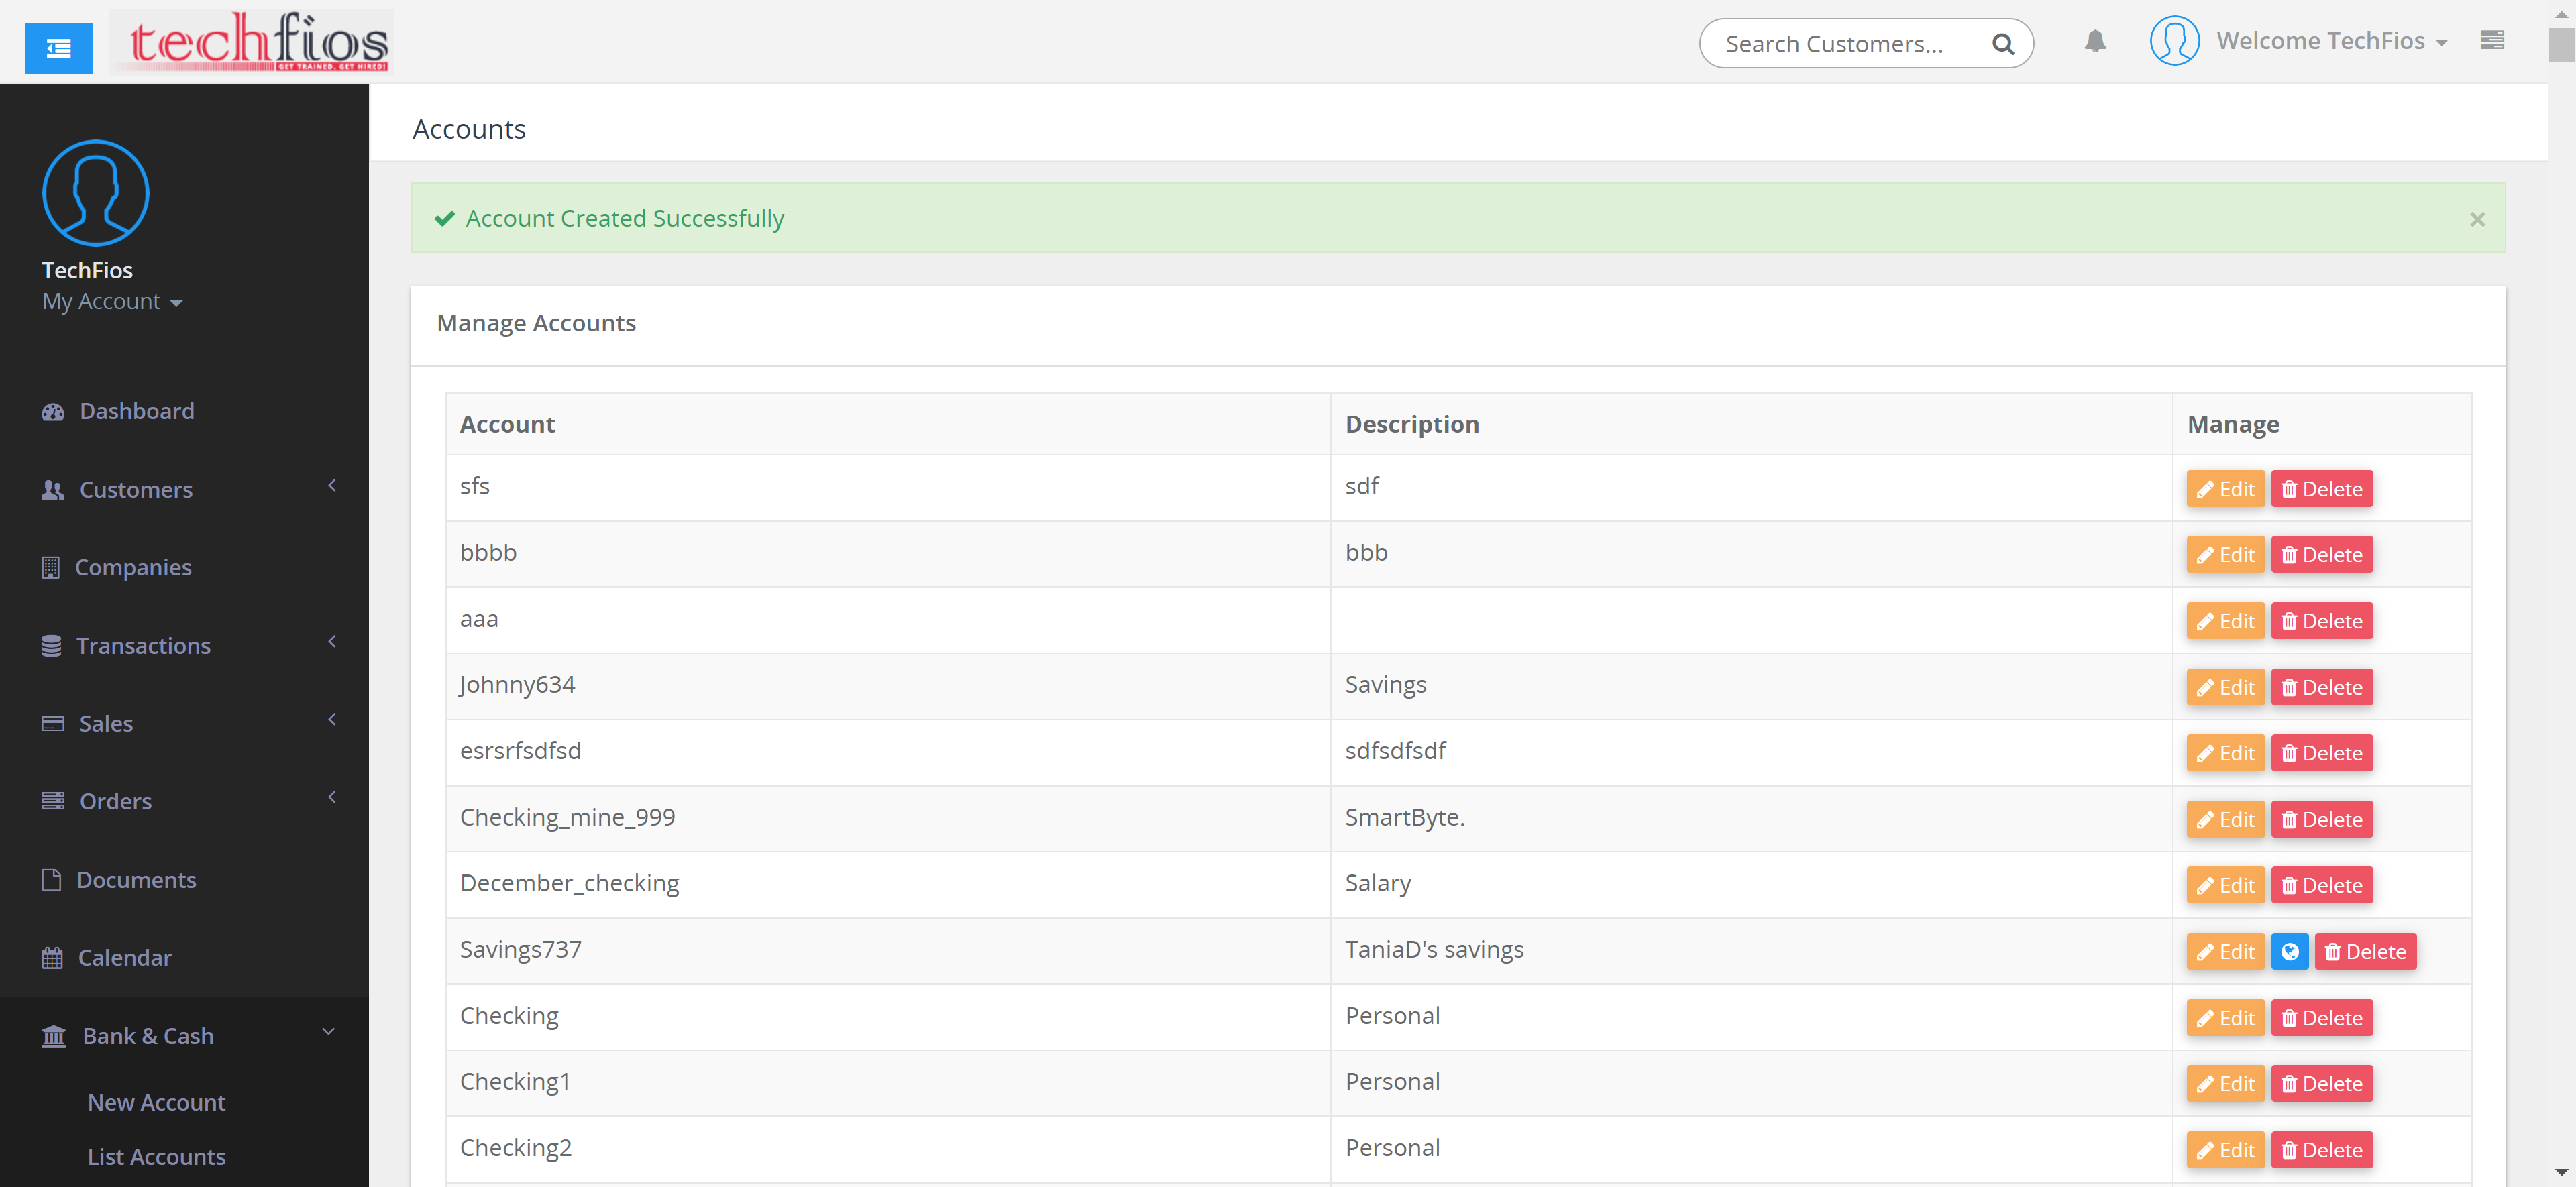 techfios
GET TRAINED. GET HIRED!
Search Customers...
Welcome TechFios
TechFios
My Account
Dashboard
Customers
Companies
Transactions
Sales
Orders
Documents
Calendar
Bank & Cash
New Account
List Accounts
Accounts
Account Created Successfully
×
Manage Accounts
Account Description Manage
sfs sdf Edit Delete
bbbb bbb Edit Delete
aaa Edit Delete
Johnny634 Savings Edit Delete
esrsrfsdfsd sdfsdfsdf Edit Delete
Checking_mine_999 SmartByte. Edit Delete
December_checking Salary Edit Delete
Savings737 TaniaD's savings Edit Delete
Checking Personal Edit Delete
Checking1 Personal Edit Delete
Checking2 Personal Edit Delete